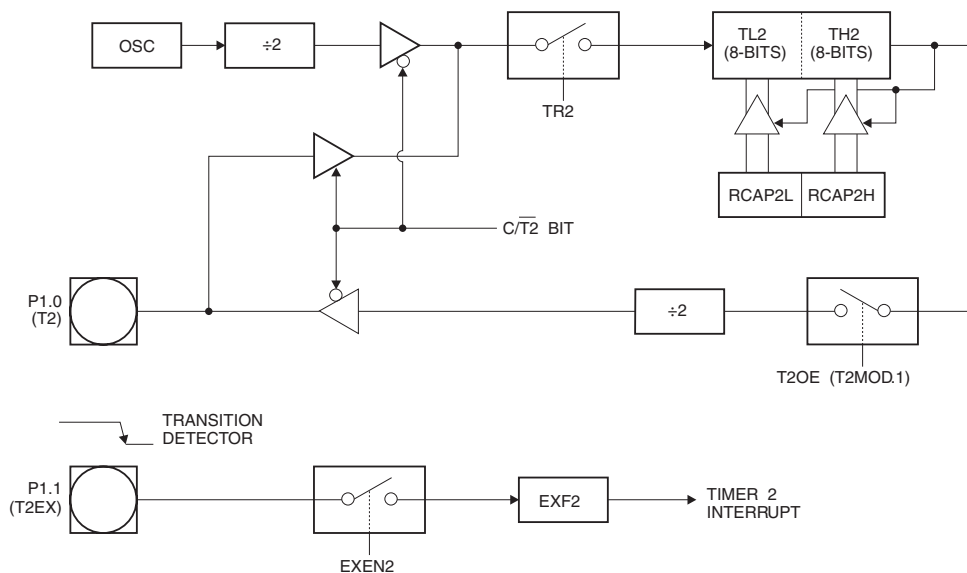 OSC
÷2
TR2
TL2
(8-BITS)
TH2
(8-BITS)
RCAP2L
RCAP2H
C/T2 BIT
P1.0
(T2)
÷2
T2OE (T2MOD.1)
TRANSITION
DETECTOR
P1.1
(T2EX)
EXEN2
EXF2
TIMER 2
INTERRUPT